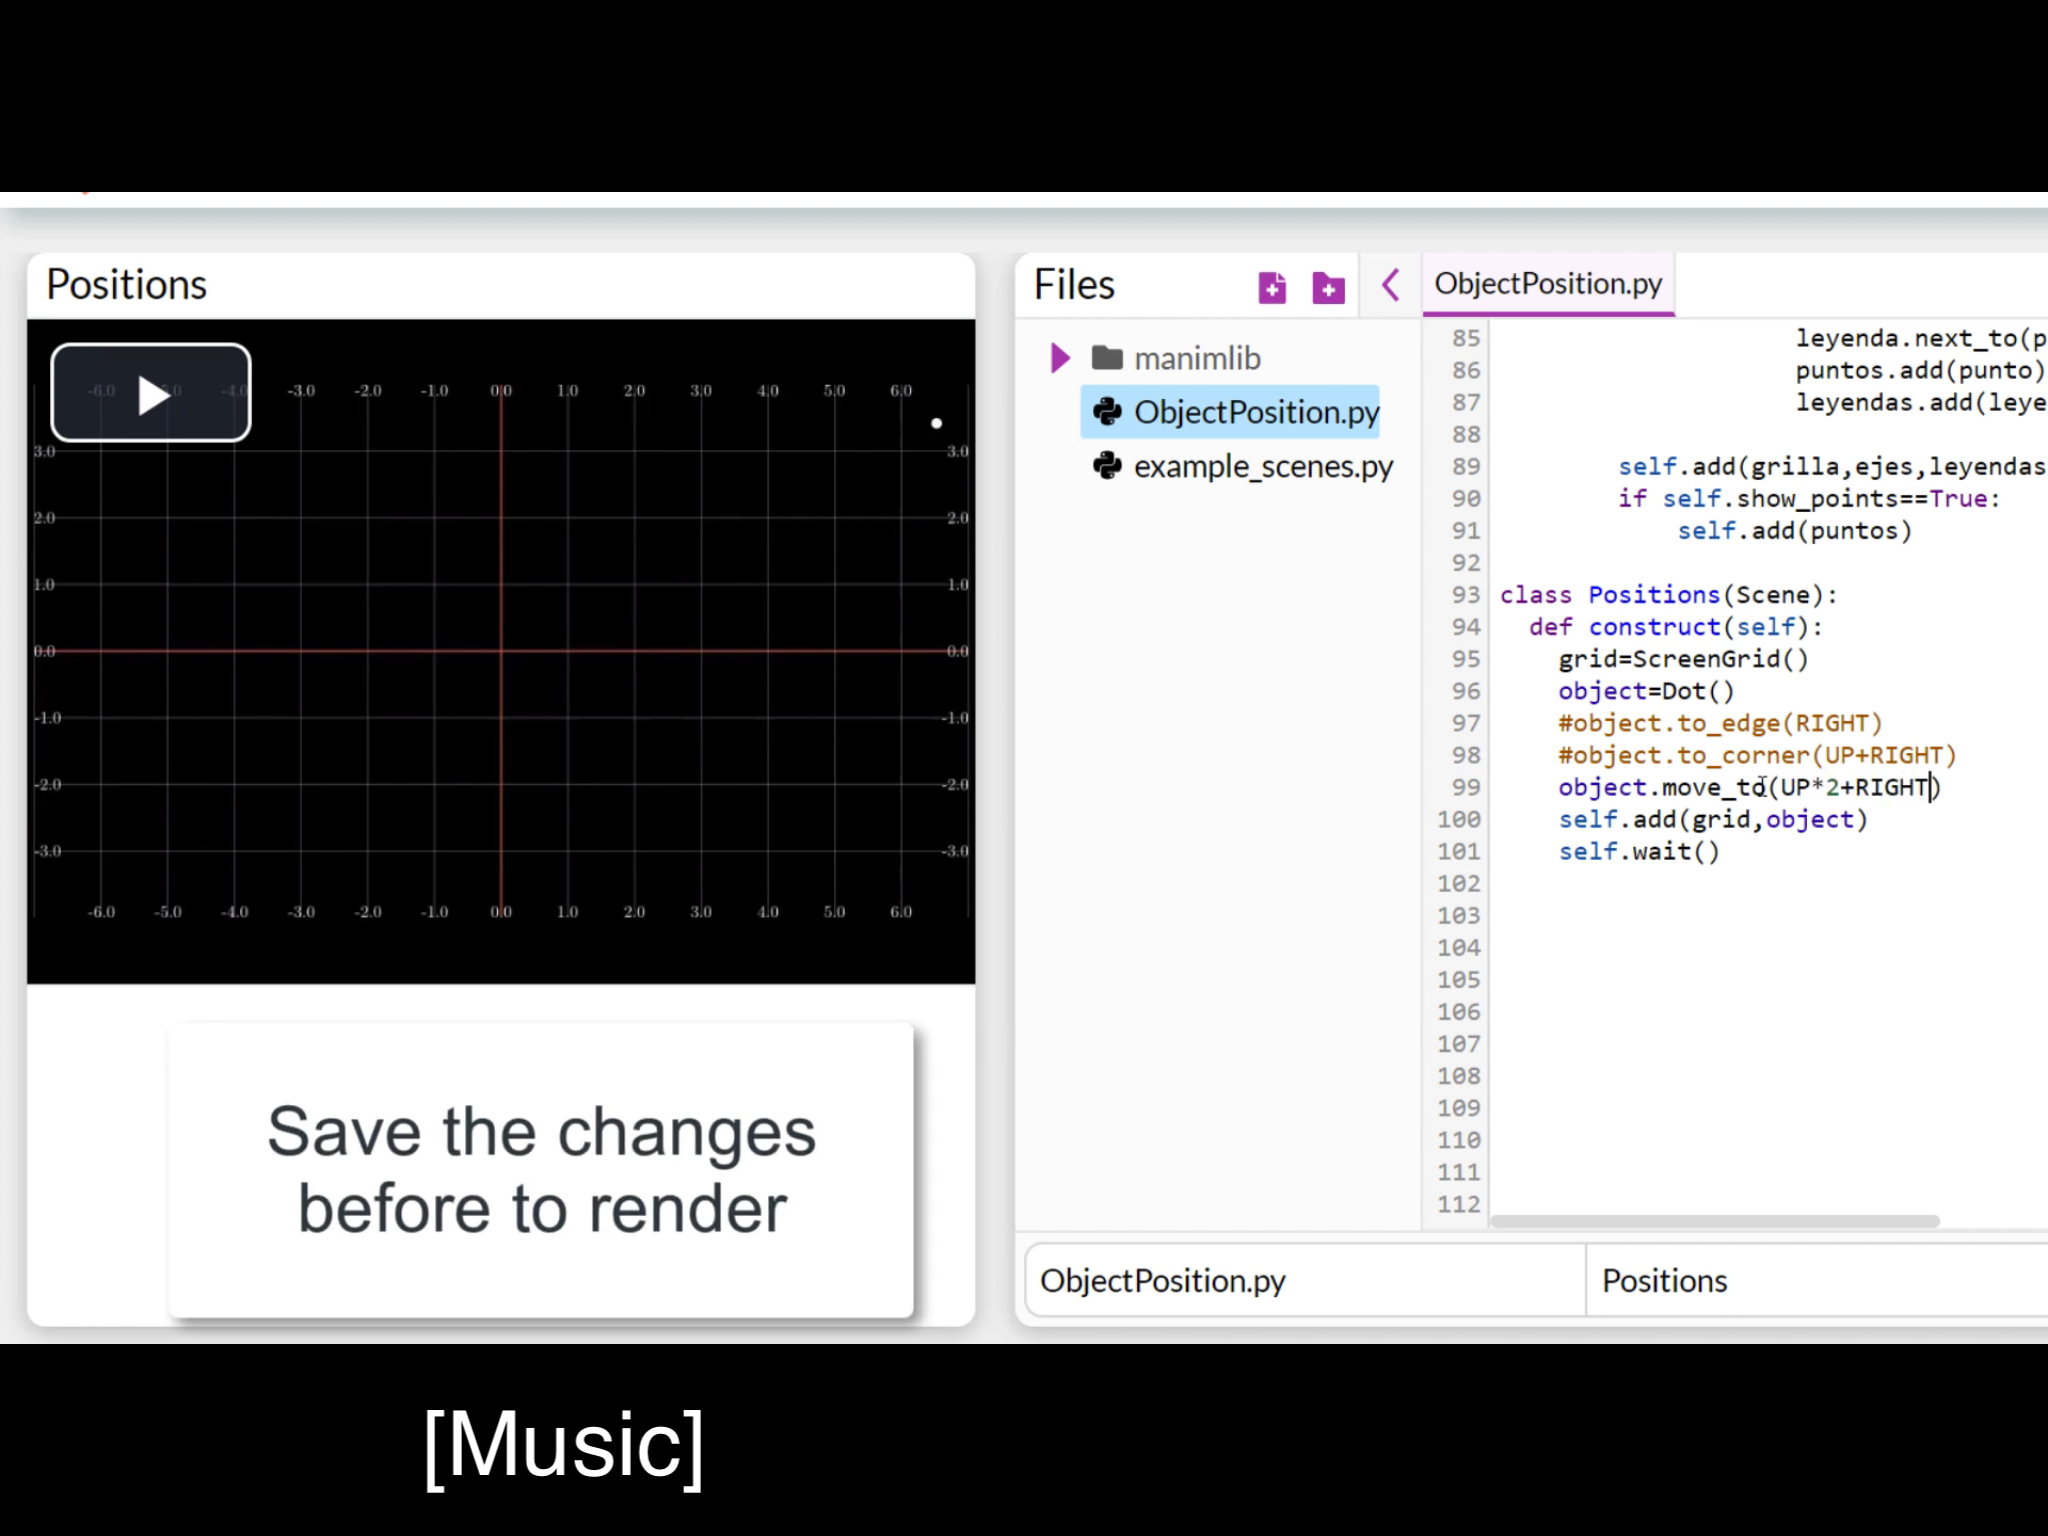 Positions
-6.0 -5.0 -4.0 -3.0 -2.0 -1.0 0.0 1.0 2.0 3.0 4.0 5.0 6.0
3.0 3.0
2.0 2.0
1.0 1.0
0.0 0.0
-1.0 -1.0
-2.0 -2.0
-3.0 -3.0
-6.0 -5.0 -4.0 -3.0 -2.0 -1.0 0.0 1.0 2.0 3.0 4.0 5.0 6.0
Save the changes
before to render
Files
manimlib
ObjectPosition.py
example_scenes.py
ObjectPosition.py
85 leyenda.next_to(p
86 puntos.add(punto)
87 leyendas.add(leye
88
89 self.add(grilla,ejes,leyendas
90 if self.show_points==True:
91 self.add(puntos)
92
93 class Positions(Scene):
94 def construct(self):
95 grid=ScreenGrid()
96 object=Dot()
97 #object.to_edge(RIGHT)
98 #object.to_corner(UP+RIGHT)
99 object.move_to(UP*2+RIGHT)
100 self.add(grid,object)
101 self.wait()
102
103
104
105
106
107
108
109
110
111
112
ObjectPosition.py
Positions
[Music]